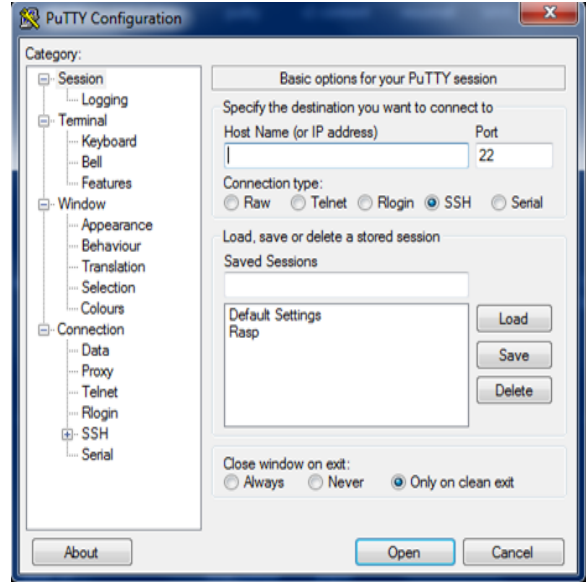 PuTTY Configuration
Category:
Session
Logging
Terminal
Keyboard
Bell
Features
Window
Appearance
Behaviour
Translation
Selection
Colours
Connection
Data
Proxy
Telnet
Rlogin
SSH
Serial
Basic options for your PuTTY session
Specify the destination you want to connect to
Host Name (or IP address) Port
22
Connection type:
Raw Telnet Rlogin SSH Serial
Load, save or delete a stored session
Saved Sessions
Default Settings
Rasp
Load
Save
Delete
Close window on exit:
Always Never Only on clean exit
About Open Cancel